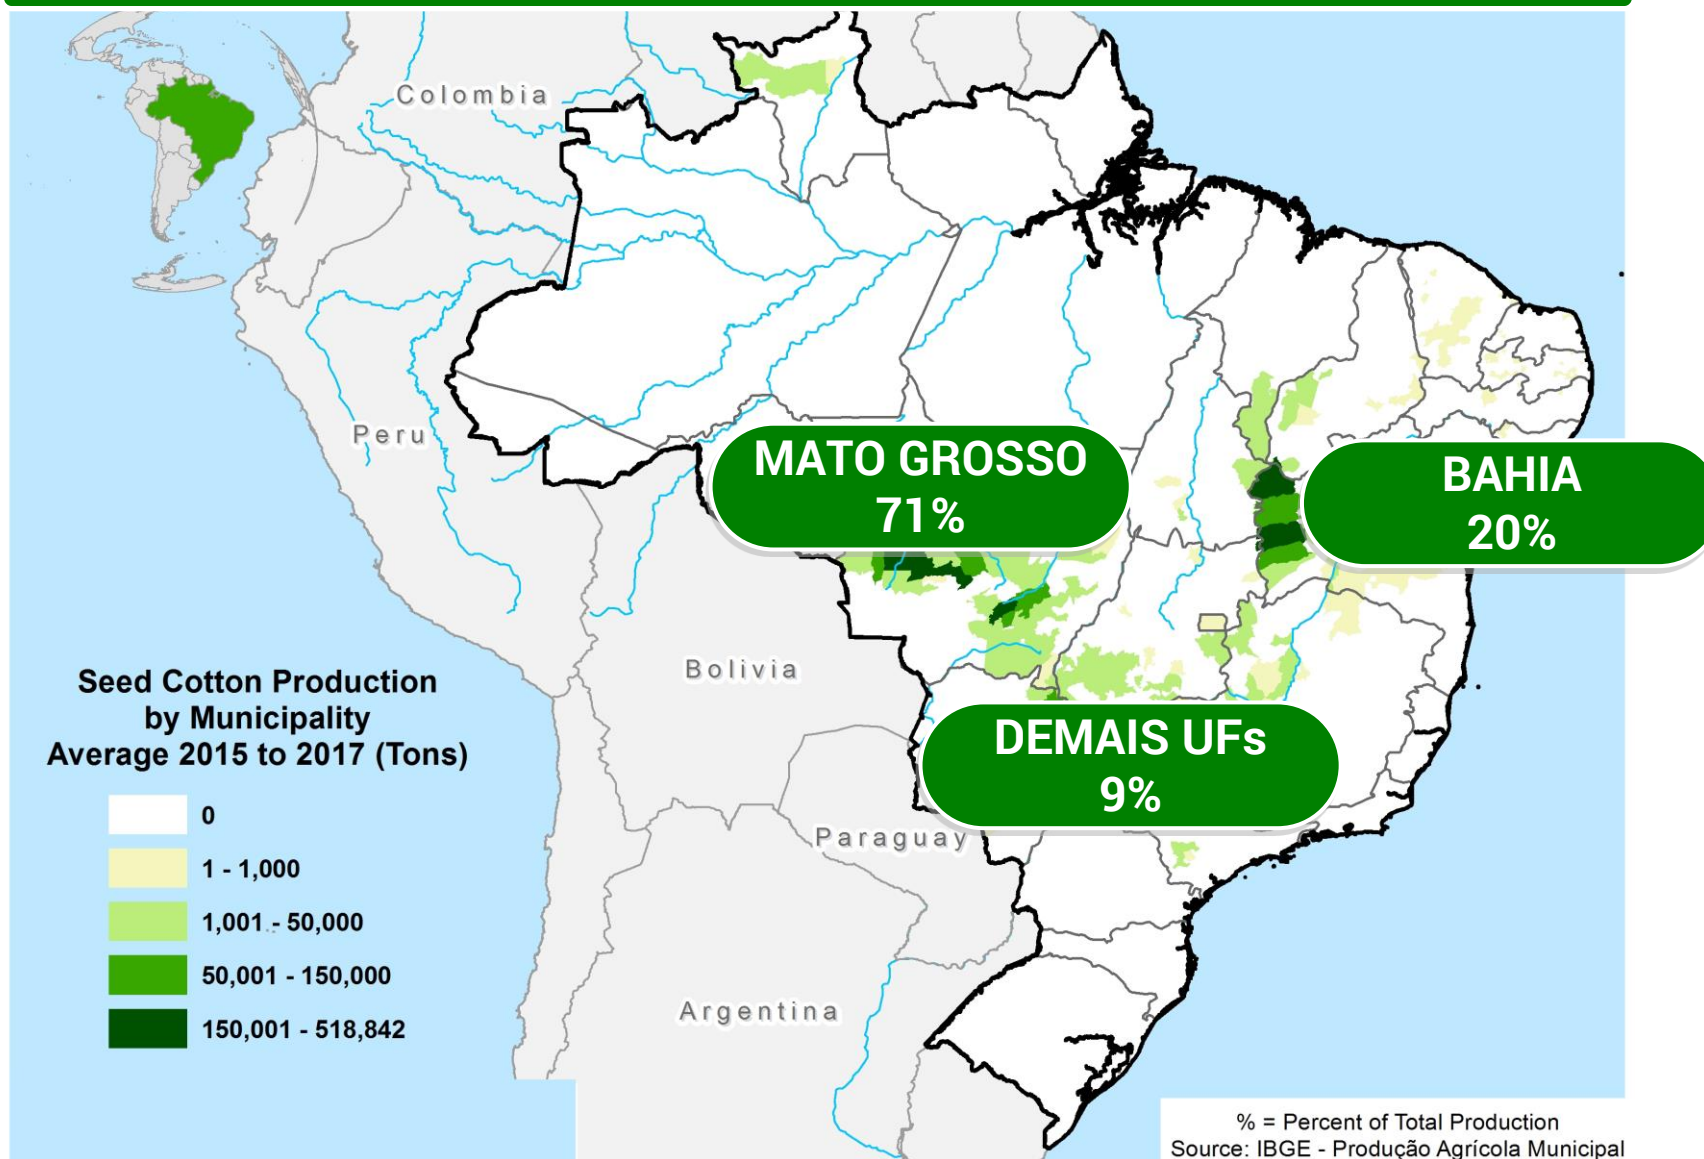 Colombia
Peru
MATO GROSSO
71%
BAHIA
20%
Bolivia
DEMAIS UFs
9%
Paraguay
Argentina
Seed Cotton Production
by Municipality
Average 2015 to 2017 (Tons)
0
1 - 1,000
1,001 - 50,000
50,001 - 150,000
150,001 - 518,842
% = Percent of Total Production
Source: IBGE - Produção Agrícola Municipal